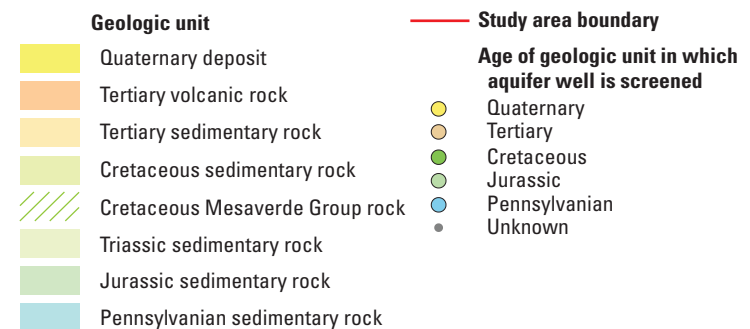 Geologic unit
Quaternary deposit
Tertiary volcanic rock
Tertiary sedimentary rock
Cretaceous sedimentary rock
Cretaceous Mesaverde Group rock
Triassic sedimentary rock
Jurassic sedimentary rock
Pennsylvanian sedimentary rock
Study area boundary
Age of geologic unit in which
aquifer well is screened
Quaternary
Tertiary
Cretaceous
Jurassic
Pennsylvanian
Unknown